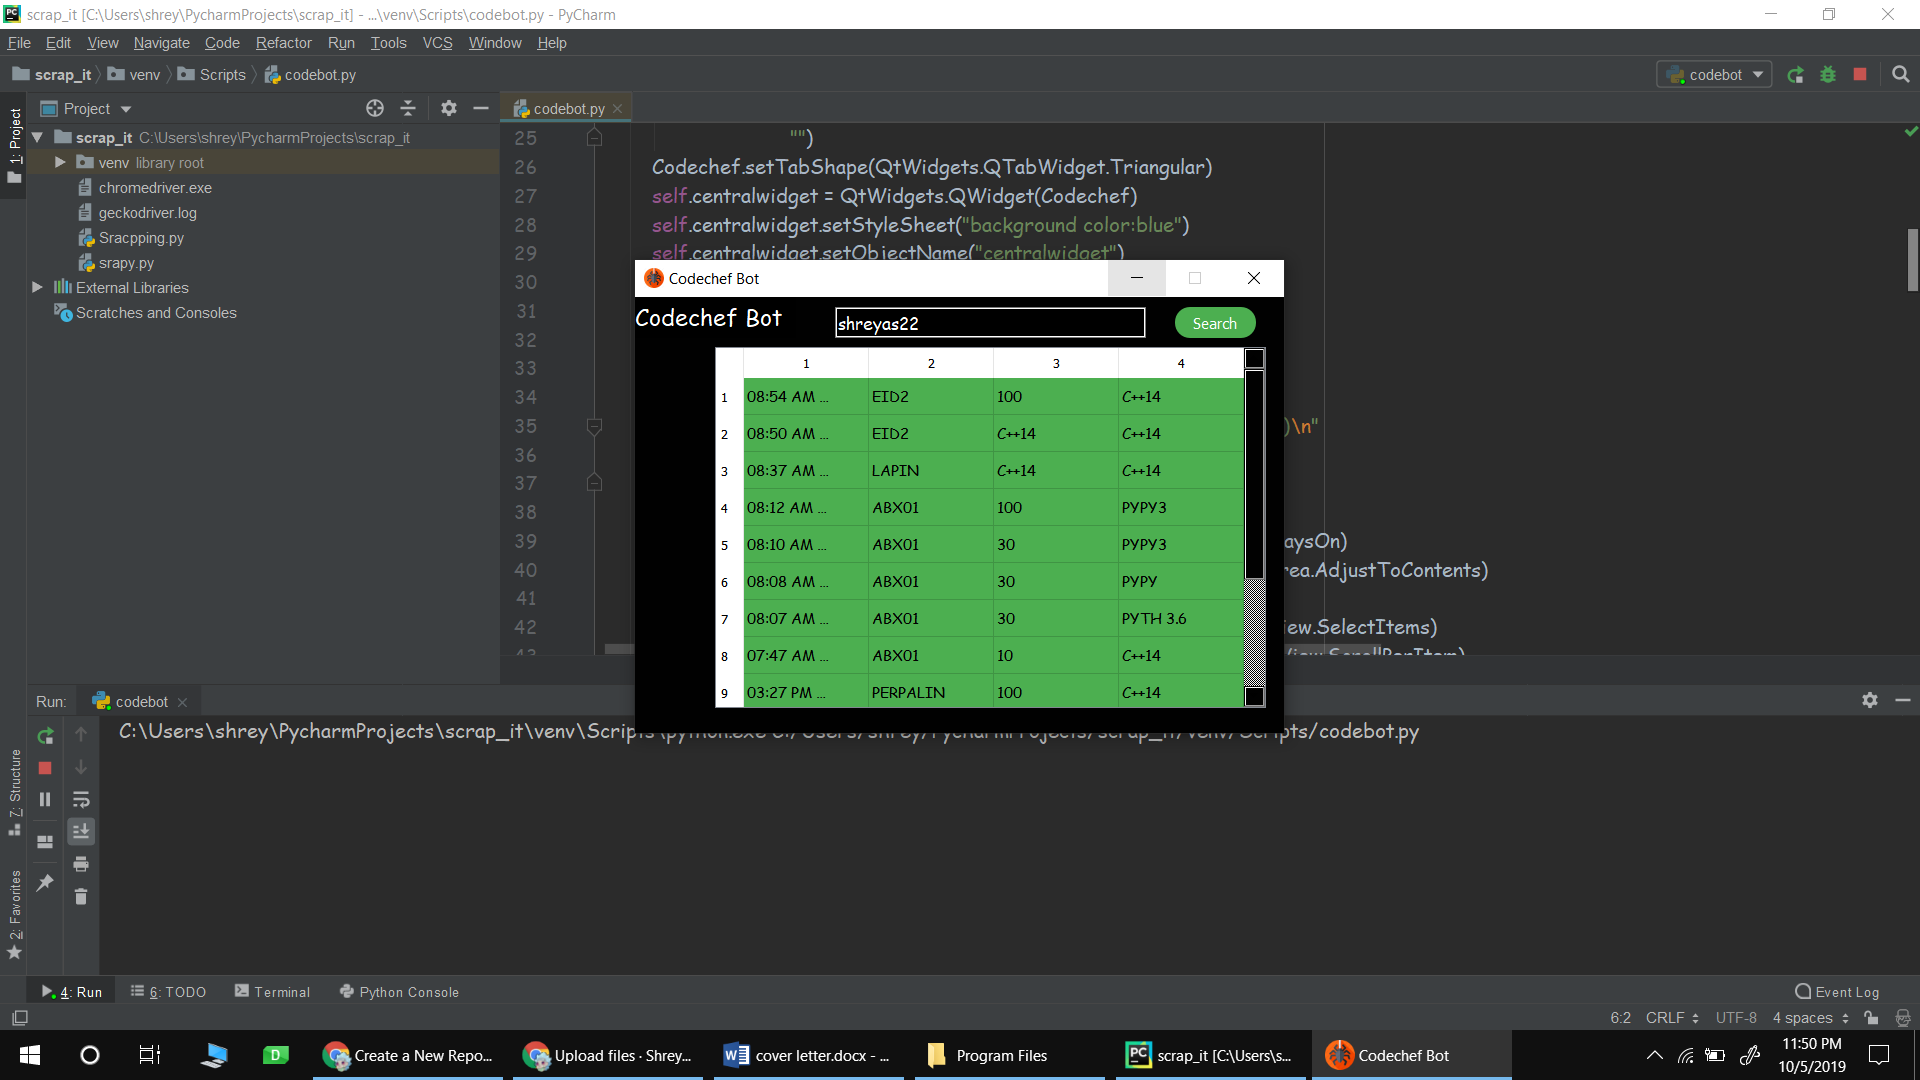 scrap_it [C:\Users\shrey\PycharmProjects\scrap_it] - ...\venv\Scripts\codebot.py - PyCharm
File Edit View Navigate Code Refactor Run Tools VCS Window Help
scrap_it venv Scripts codebot.py codebot
1: Project
Project
codebot.py
scrap_it C:\Users\shrey\PycharmProjects\scrap_it
venv library root
chromedriver.exe
geckodriver.log
Sracpping.py
srapy.py
External Libraries
Scratches and Consoles
25 "")
26 Codechef.setTabShape(QtWidgets.QTabWidget.Triangular)
27 self.centralwidget = QtWidgets.QWidget(Codechef)
28 self.centralwidget.setStyleSheet("background color:blue")
29 self.centralwidget.setObjectName("centralwidget")
30
31
32
33
34
35 )\n"
36
37
38
39 aysOn)
40 rea.AdjustToContents)
41
42 iew.SelectItems)
43
Codechef Bot
Codechef Bot shreyas22 Search
1 2 3 4
1 08:54 AM ... EID2 100 C++14
2 08:50 AM ... EID2 C++14 C++14
3 08:37 AM ... LAPIN C++14 C++14
4 08:12 AM ... ABX01 100 PYPY3
5 08:10 AM ... ABX01 30 PYPY3
6 08:08 AM ... ABX01 30 PYPY
7 08:07 AM ... ABX01 30 PYTH 3.6
8 07:47 AM ... ABX01 10 C++14
9 03:27 PM ... PERPALIN 100 C++14
Run: codebot
C:\Users\shrey\PycharmProjects\scrap_it\venv\Scripts\python.exe C:/Users/shrey/PycharmProjects/scrap_it/venv/Scripts/codebot.py
7: Structure
2: Favorites
4: Run 6: TODO Terminal Python Console Event Log
6:2 CRLF UTF-8 4 spaces
Create a New Repo... Upload files · Shrey... cover letter.docx - ... Program Files scrap_it [C:\Users\s... Codechef Bot
11:50 PM
10/5/2019